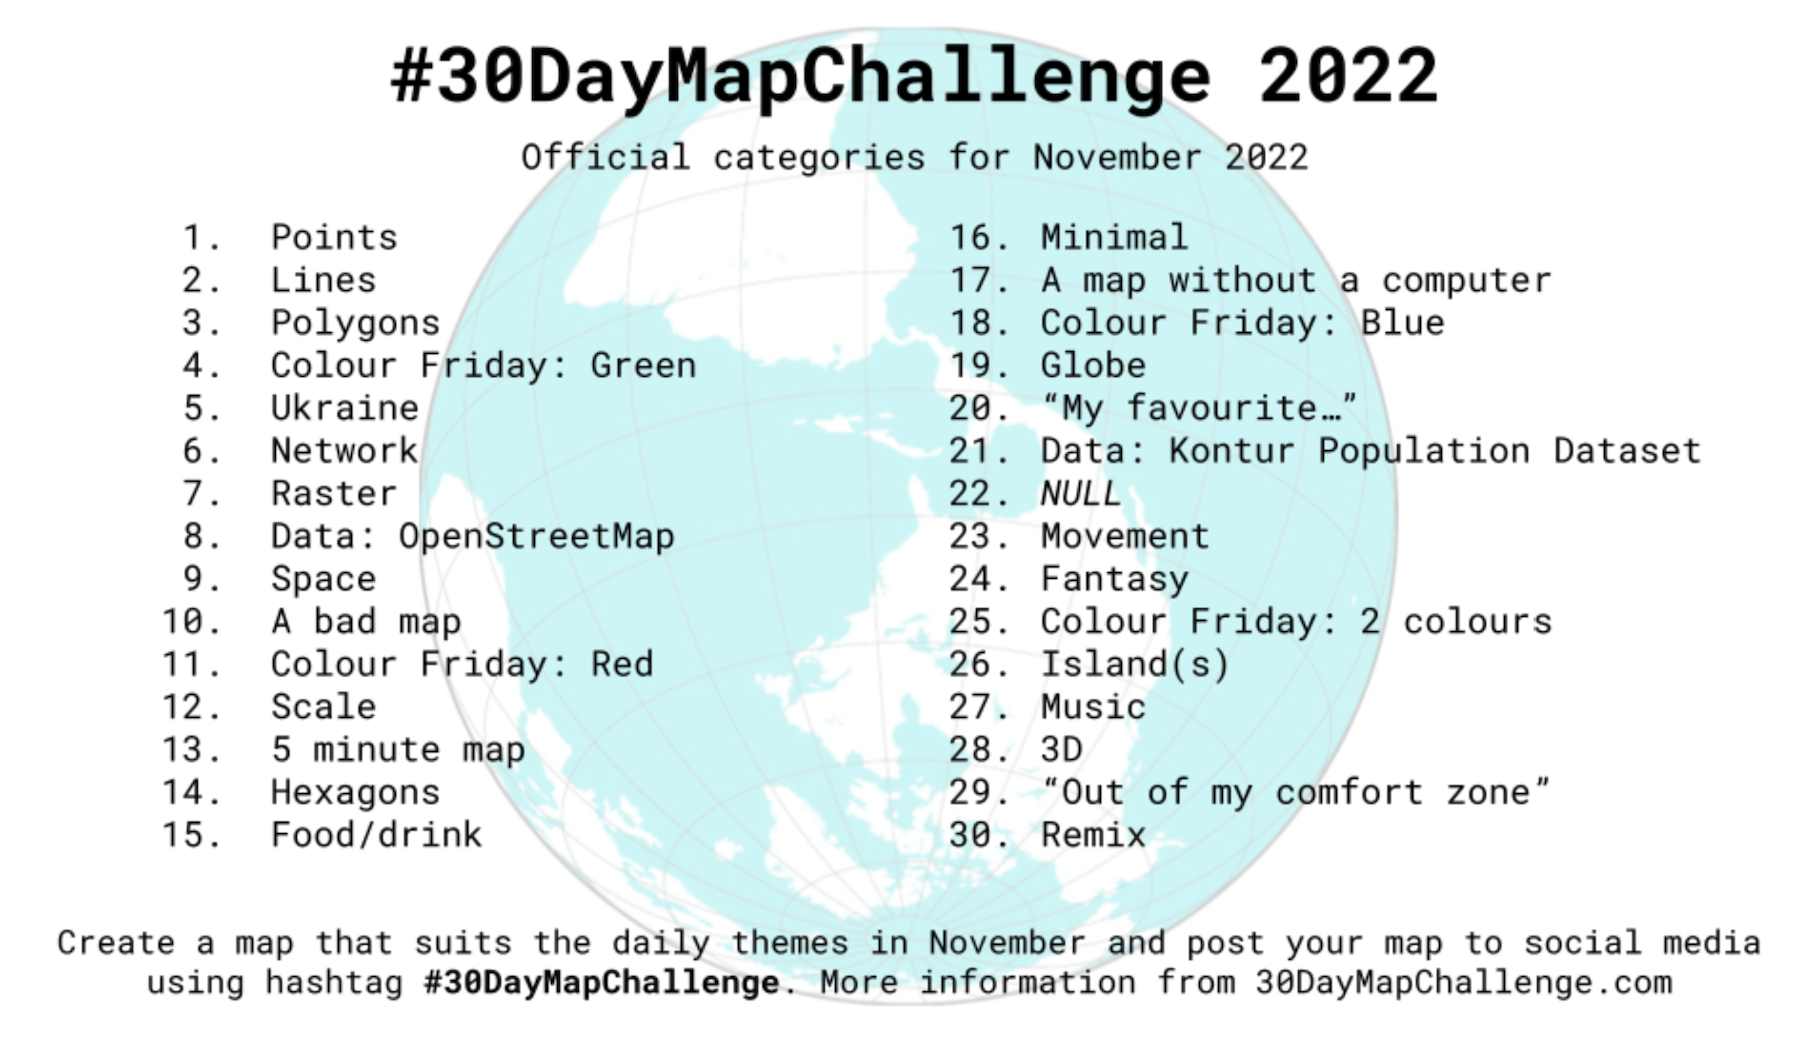 #30DayMapChallenge 2022
Official categories for November 2022
1. Points
2. Lines
3. Polygons
4. Colour Friday: Green
5. Ukraine
6. Network
7. Raster
8. Data: OpenStreetMap
9. Space
10. A bad map
11. Colour Friday: Red
12. Scale
13. 5 minute map
14. Hexagons
15. Food/drink
16. Minimal
17. A map without a computer
18. Colour Friday: Blue
19. Globe
20. “My favourite…”
21. Data: Kontur Population Dataset
22. NULL
23. Movement
24. Fantasy
25. Colour Friday: 2 colours
26. Island(s)
27. Music
28. 3D
29. “Out of my comfort zone”
30. Remix
Create a map that suits the daily themes in November and post your map to social media
using hashtag #30DayMapChallenge. More information from 30DayMapChallenge.com